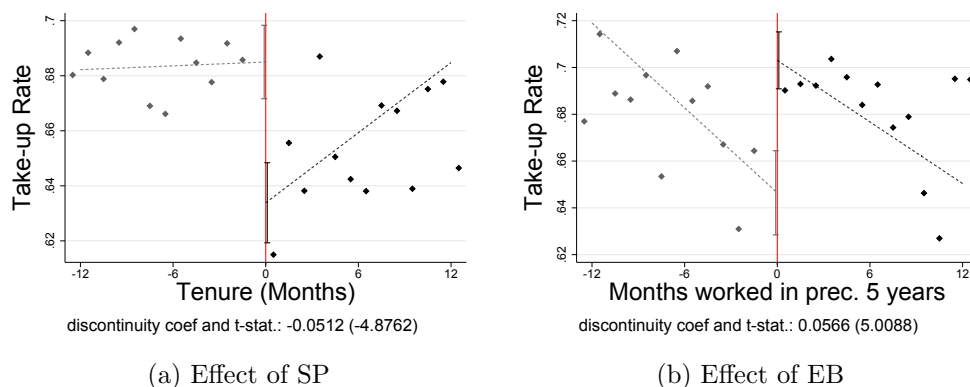 Take-up Rate
.7
.68
.66
.64
.62
-12 -6 0 6 12
Tenure (Months)
discontinuity coef and t-stat.: -0.0512 (-4.8762)
(a) Effect of SP
Take-up Rate
.72
.7
.68
.66
.64
.62
-12 -6 0 6 12
Months worked in prec. 5 years
discontinuity coef and t-stat.: 0.0566 (5.0088)
(b) Effect of EB